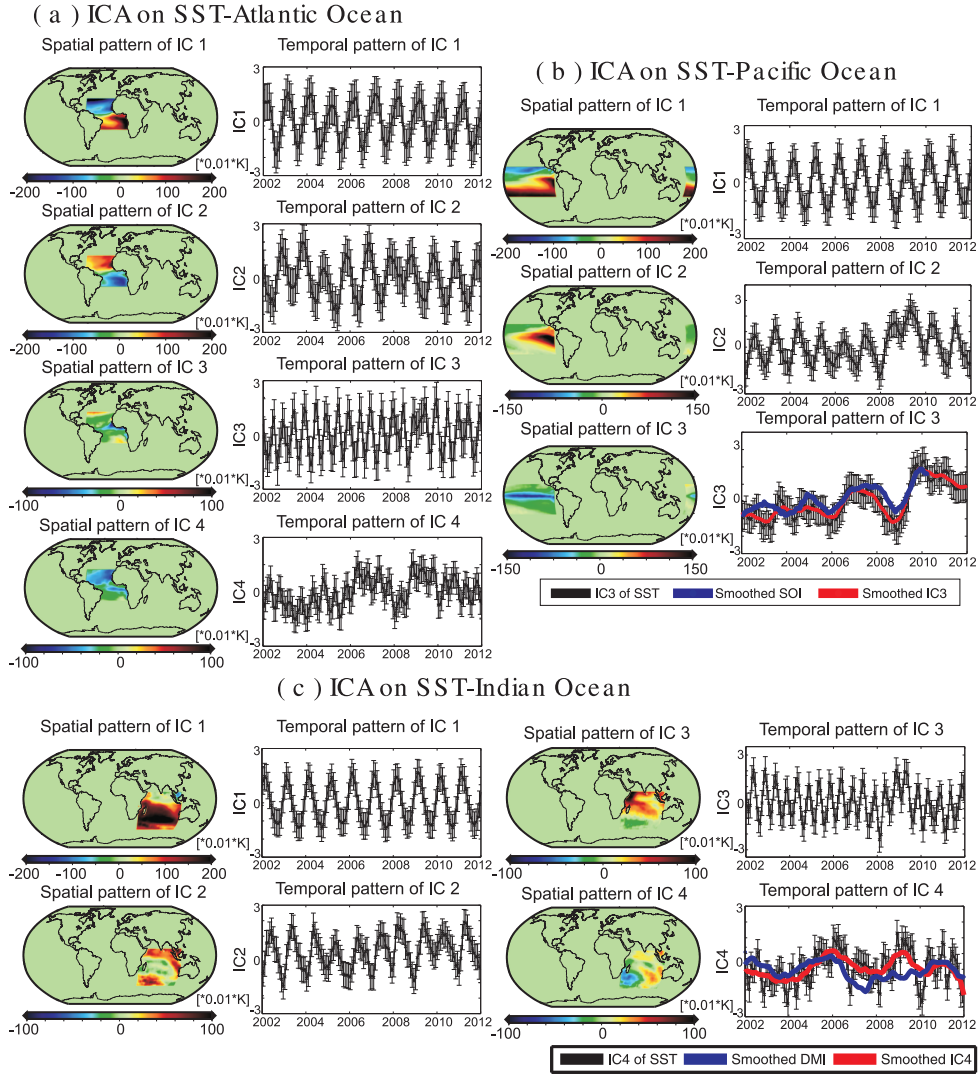 ( a ) ICA on SST-Atlantic Ocean
Spatial pattern of IC 1
Temporal pattern of IC 1
3
0
-3
IC1
[*0.01*K]
-200 -100 0 100 200
2002 2004 2006 2008 2010 2012
Spatial pattern of IC 2
Temporal pattern of IC 2
3
0
-3
IC2
[*0.01*K]
-200 -100 0 100 200
2002 2004 2006 2008 2010 2012
Spatial pattern of IC 3
Temporal pattern of IC 3
3
0
-3
IC3
[*0.01*K]
-100 0 100
2002 2004 2006 2008 2010 2012
Spatial pattern of IC 4
Temporal pattern of IC 4
3
0
-3
IC4
[*0.01*K]
-100 0 100
2002 2004 2006 2008 2010 2012
( b ) ICA on SST-Pacific Ocean
Spatial pattern of IC 1
Temporal pattern of IC 1
3
0
-3
IC1
[*0.01*K]
-200 -100 0 100 200
2002 2004 2006 2008 2010 2012
Spatial pattern of IC 2
Temporal pattern of IC 2
3
0
-3
IC2
[*0.01*K]
-150 0 150
2002 2004 2006 2008 2010 2012
Spatial pattern of IC 3
Temporal pattern of IC 3
3
0
-3
IC3
[*0.01*K]
-150 0 150
2002 2004 2006 2008 2010 2012
IC3 of SST Smoothed SOI Smoothed IC3
( c ) ICA on SST-Indian Ocean
Spatial pattern of IC 1
Temporal pattern of IC 1
3
0
-3
IC1
[*0.01*K]
-200 -100 0 100 200
2002 2004 2006 2008 2010 2012
Spatial pattern of IC 2
Temporal pattern of IC 2
3
0
-3
IC2
[*0.01*K]
-100 0 100
2002 2004 2006 2008 2010 2012
Spatial pattern of IC 3
Temporal pattern of IC 3
3
0
-3
IC3
[*0.01*K]
-100 0 100
2002 2004 2006 2008 2010 2012
Spatial pattern of IC 4
Temporal pattern of IC 4
3
0
-3
IC4
[*0.01*K]
-100 0 100
2002 2004 2006 2008 2010 2012
IC4 of SST Smoothed DMI Smoothed IC4